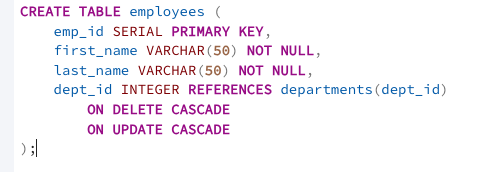 CREATE TABLE employees (
    emp_id SERIAL PRIMARY KEY,
    first_name VARCHAR(50) NOT NULL,
    last_name VARCHAR(50) NOT NULL,
    dept_id INTEGER REFERENCES departments(dept_id)
        ON DELETE CASCADE
        ON UPDATE CASCADE
);